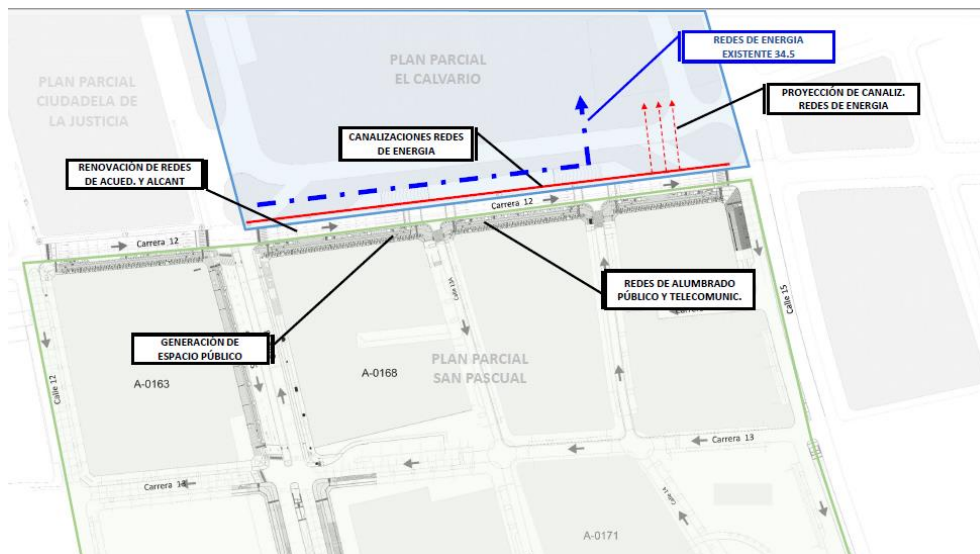 REDES DE ENERGIA
EXISTENTE 34.5
PLAN PARCIAL
EL CALVARIO
PLAN PARCIAL
CIUDADELA DE
LA JUSTICIA
PROYECCIÓN DE CANALIZ.
REDES DE ENERGIA
CANALIZACIONES REDES
DE ENERGIA
RENOVACIÓN DE REDES
DE ACUED. Y ALCANT
Carrera 12
Carrera 12
REDES DE ALUMBRADO
PÚBLICO Y TELECOMUNIC.
Calle 15
GENERACIÓN DE
ESPACIO PÚBLICO
PLAN PARCIAL
SAN PASCUAL
A-0163
A-0168
Calle 12
Carrera 13
Carrera 13
Calle 14
A-0171